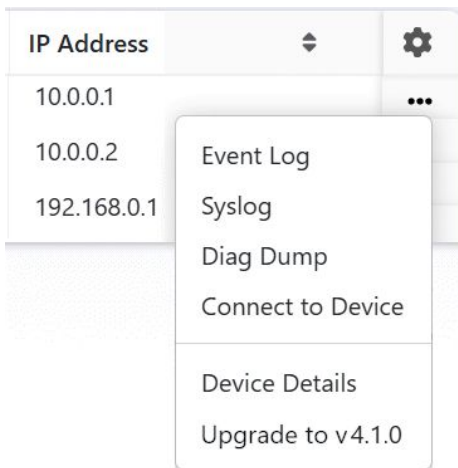 IP Address
10.0.0.1
10.0.0.2
192.168.0.1
Event Log
Syslog
Diag Dump
Connect to Device
Device Details
Upgrade to v4.1.0